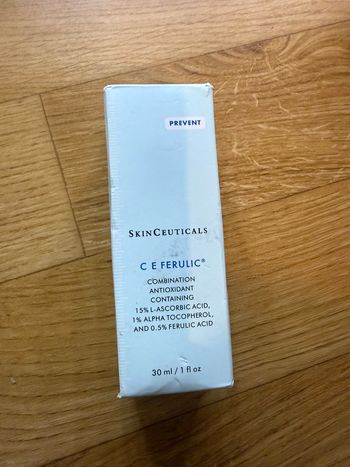 PREVENT
SKINCEUTICALS
C E FERULIC®
COMBINATION
ANTIOXIDANT
CONTAINING
15% L-ASCORBIC ACID,
1% ALPHA TOCOPHEROL,
AND 0.5% FERULIC ACID
30 ml / 1 fl oz